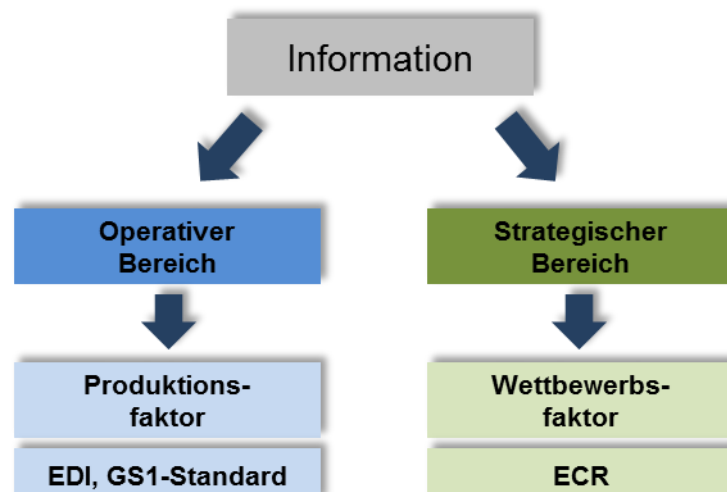 Information
Operativer
Bereich
Strategischer
Bereich
Produktions-
faktor
Wettbewerbs-
faktor
EDI, GS1-Standard
ECR